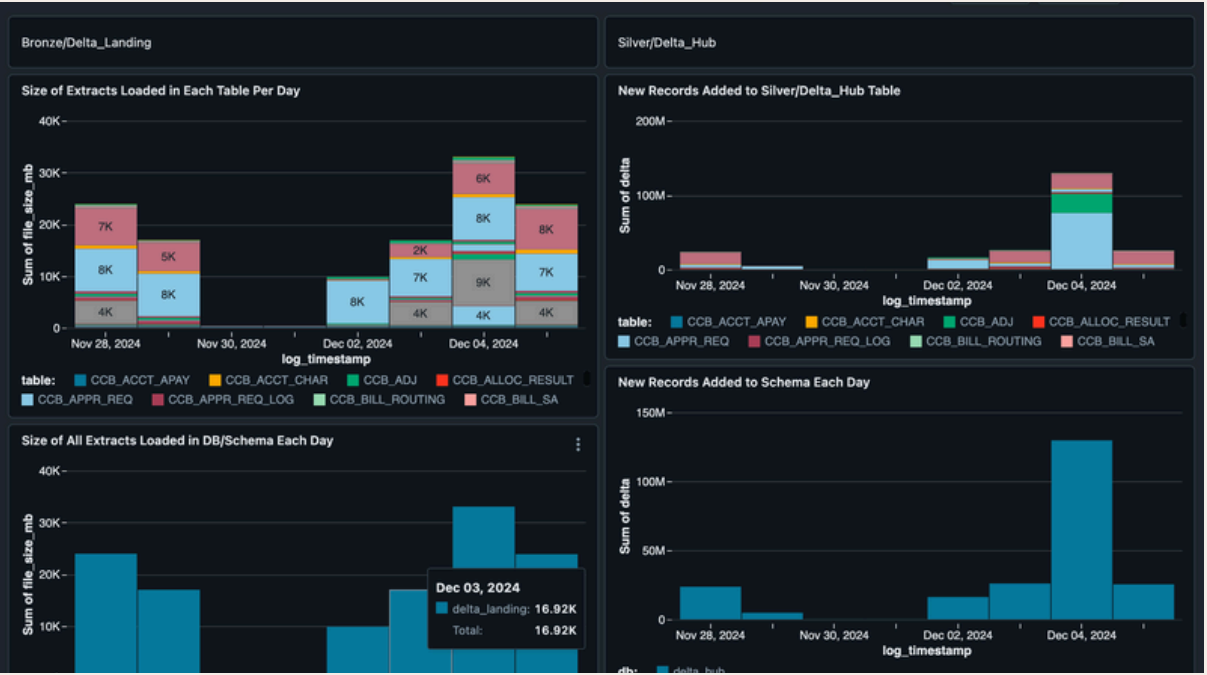 Bronze/Delta_Landing
Size of Extracts Loaded in Each Table Per Day
Sum of file_size_mb
40K
30K
20K
10K
0
7K
8K
4K
5K
8K
8K
2K
7K
4K
6K
8K
9K
4K
8K
7K
4K
Nov 28, 2024 Nov 30, 2024 Dec 02, 2024 Dec 04, 2024
log_timestamp
table: CCB_ACCT_APAY CCB_ACCT_CHAR CCB_ADJ CCB_ALLOC_RESULT
CCB_APPR_REQ CCB_APPR_REQ_LOG CCB_BILL_ROUTING CCB_BILL_SA
Size of All Extracts Loaded in DB/Schema Each Day
Sum of file_size_mb
40K
30K
20K
10K
Dec 03, 2024
delta_landing: 16.92K
Total: 16.92K
Silver/Delta_Hub
New Records Added to Silver/Delta_Hub Table
Sum of delta
200M
100M
0
Nov 28, 2024 Nov 30, 2024 Dec 02, 2024 Dec 04, 2024
log_timestamp
table: CCB_ACCT_APAY CCB_ACCT_CHAR CCB_ADJ CCB_ALLOC_RESULT
CCB_APPR_REQ CCB_APPR_REQ_LOG CCB_BILL_ROUTING CCB_BILL_SA
New Records Added to Schema Each Day
Sum of delta
150M
100M
50M
0
Nov 28, 2024 Nov 30, 2024 Dec 02, 2024 Dec 04, 2024
log_timestamp
db: delta_hub